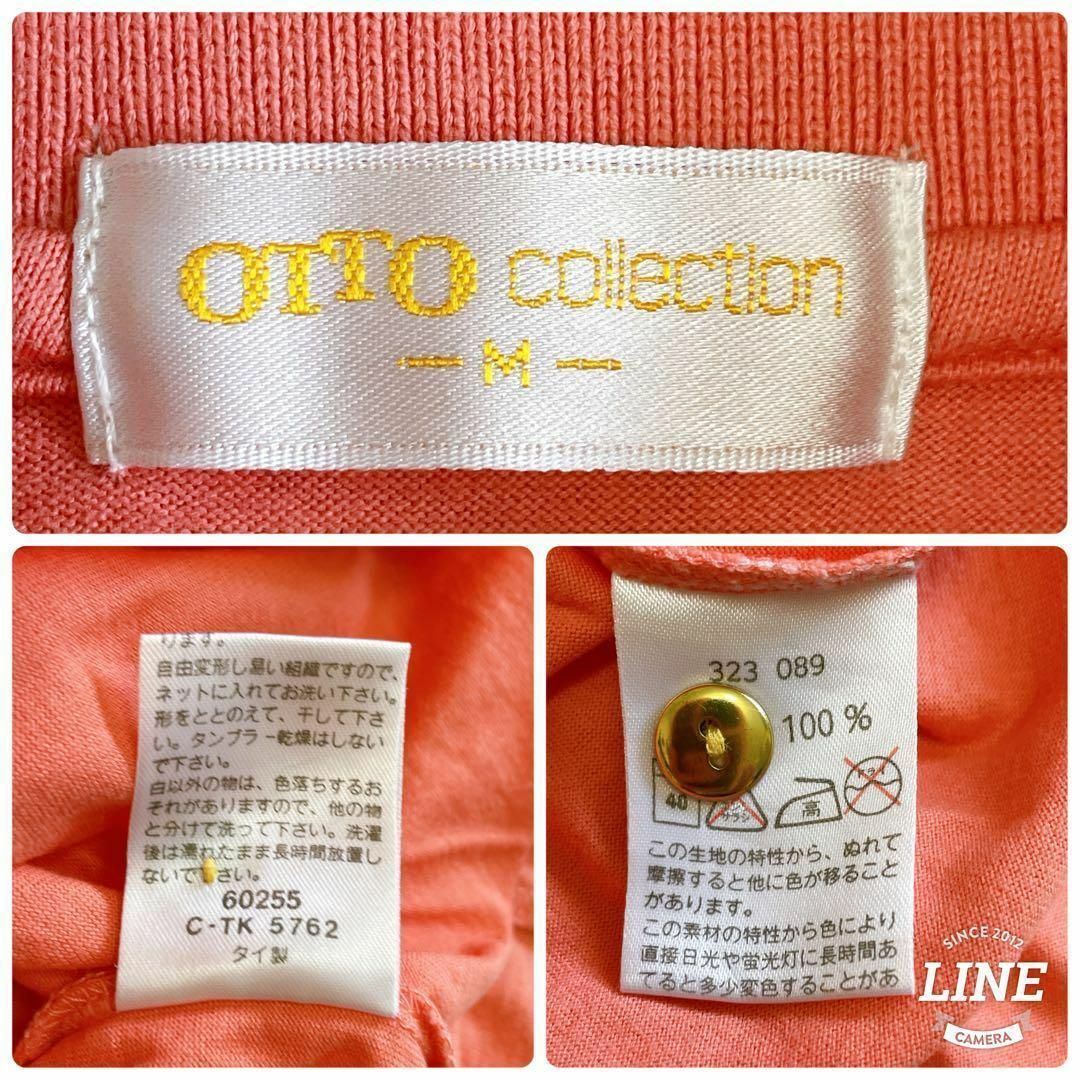 OTTO collection
— M —
ります。
自由変形し易い組織ですので、
ネットに入れてお洗い下さい。
形をととのえて、干して下さ
い。タンブラー乾燥はしない
で下さい。
白以外の物は、色落ちするお
それがありますので、他の物
と分けて洗って下さい。洗濯
後は濡れたまま長時間放置し
ないで下さい。
60255
C-TK 5762
タイ製
323 089
100 %
40 サラシ 高 ドライ
この生地の特性から、ぬれて
摩擦すると他に色が移ること
があります。
この素材の特性から色により
直接日光や蛍光灯に長時間あ
てると多少変色することがあ
SINCE 2012
LINE
CAMERA